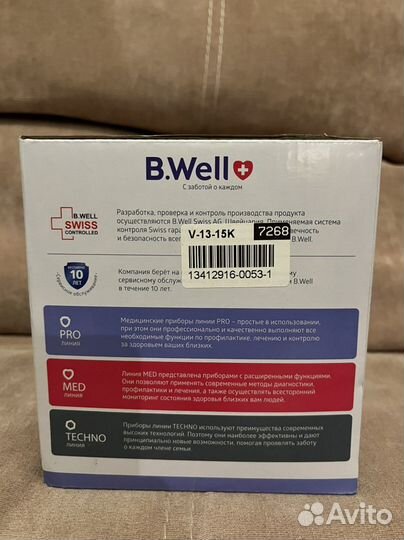 B.Well
С заботой о каждом
B.WELL
SWISS
CONTROLLED
Разработка, проверка и контроль производства продукта
осуществляются B.Well Swiss AG, Швейцария. Применяемая система
контроля Swiss
и безопасность все
B.Well.
V-13-15K 7268
13412916-0053-1
10
ЛЕТ
Компания берёт на
сервисному обслужи
B.Well
в течение 10 лет.
PRO
ЛИНИЯ
Медицинские приборы линии PRO – простые в использовании,
при этом они профессионально и качественно выполняют все
необходимые функции по профилактике, лечению и контролю
за здоровьем ваших близких.
MED
ЛИНИЯ
Линия MED представлена приборами с расширенными функциями.
Они позволяют применять современные методы диагностики,
профилактики и лечения, а также осуществлять всесторонний
мониторинг состояния здоровья близких вам людей.
TECHNO
ЛИНИЯ
Приборы линии TECHNO используют преимущества современных
высоких технологий. Поэтому они наиболее эффективны и дают
принципиально новые возможности, помогая проявлять заботу
о каждом члене семьи
Avito